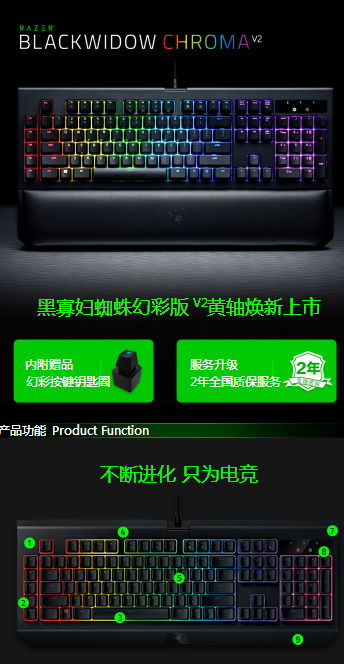 RAZER
BLACKWIDOW CHROMA V2
黑寡妇蜘蛛幻彩版 V2黄轴焕新上市
内附赠品
幻彩按键钥匙圈
服务升级
2年全国质保服务
2年
产品功能 Product Function
不断进化 只为电竞
1
4
7
8
5
2
3
9